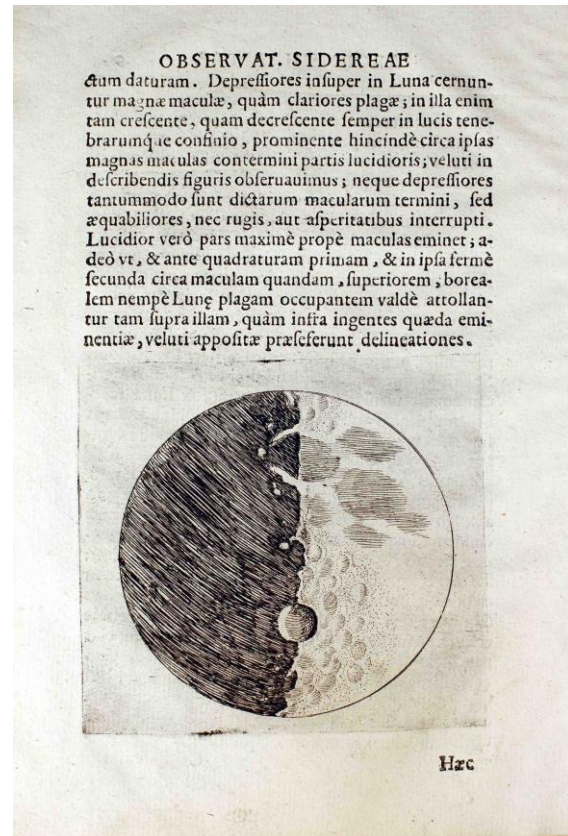 OBSERVAT. SIDEREAE
ctum daturam. Depreſſiores inſuper in Luna cernun-
tur magnæ maculæ, quàm clariores plagæ; in illa enim
tam creſcente, quam decreſcente ſemper in lucis tene-
brarumq́ue confinio, prominente hincindè circa ipſas
magnas maculas contermini partis lucidioris; veluti in
deſcribendis figuris obſeruauimus; neque depreſſiores
tantummodo ſunt dictarum macularum termini, ſed
æquabiliores, nec rugis, aut aſperitatibus interrupti.
Lucidior verò pars maximè propè maculas eminet; a-
deò vt, & ante quadraturam primam, & in ipſa fermè
ſecunda circa maculam quandam, ſuperiorem, borea-
lem nempè Lunę plagam occupantem valdè attollan-
tur tam ſupra illam, quàm infra ingentes quæda emi-
nentiæ, veluti appoſitæ præſeferunt delineationes.
Hæc